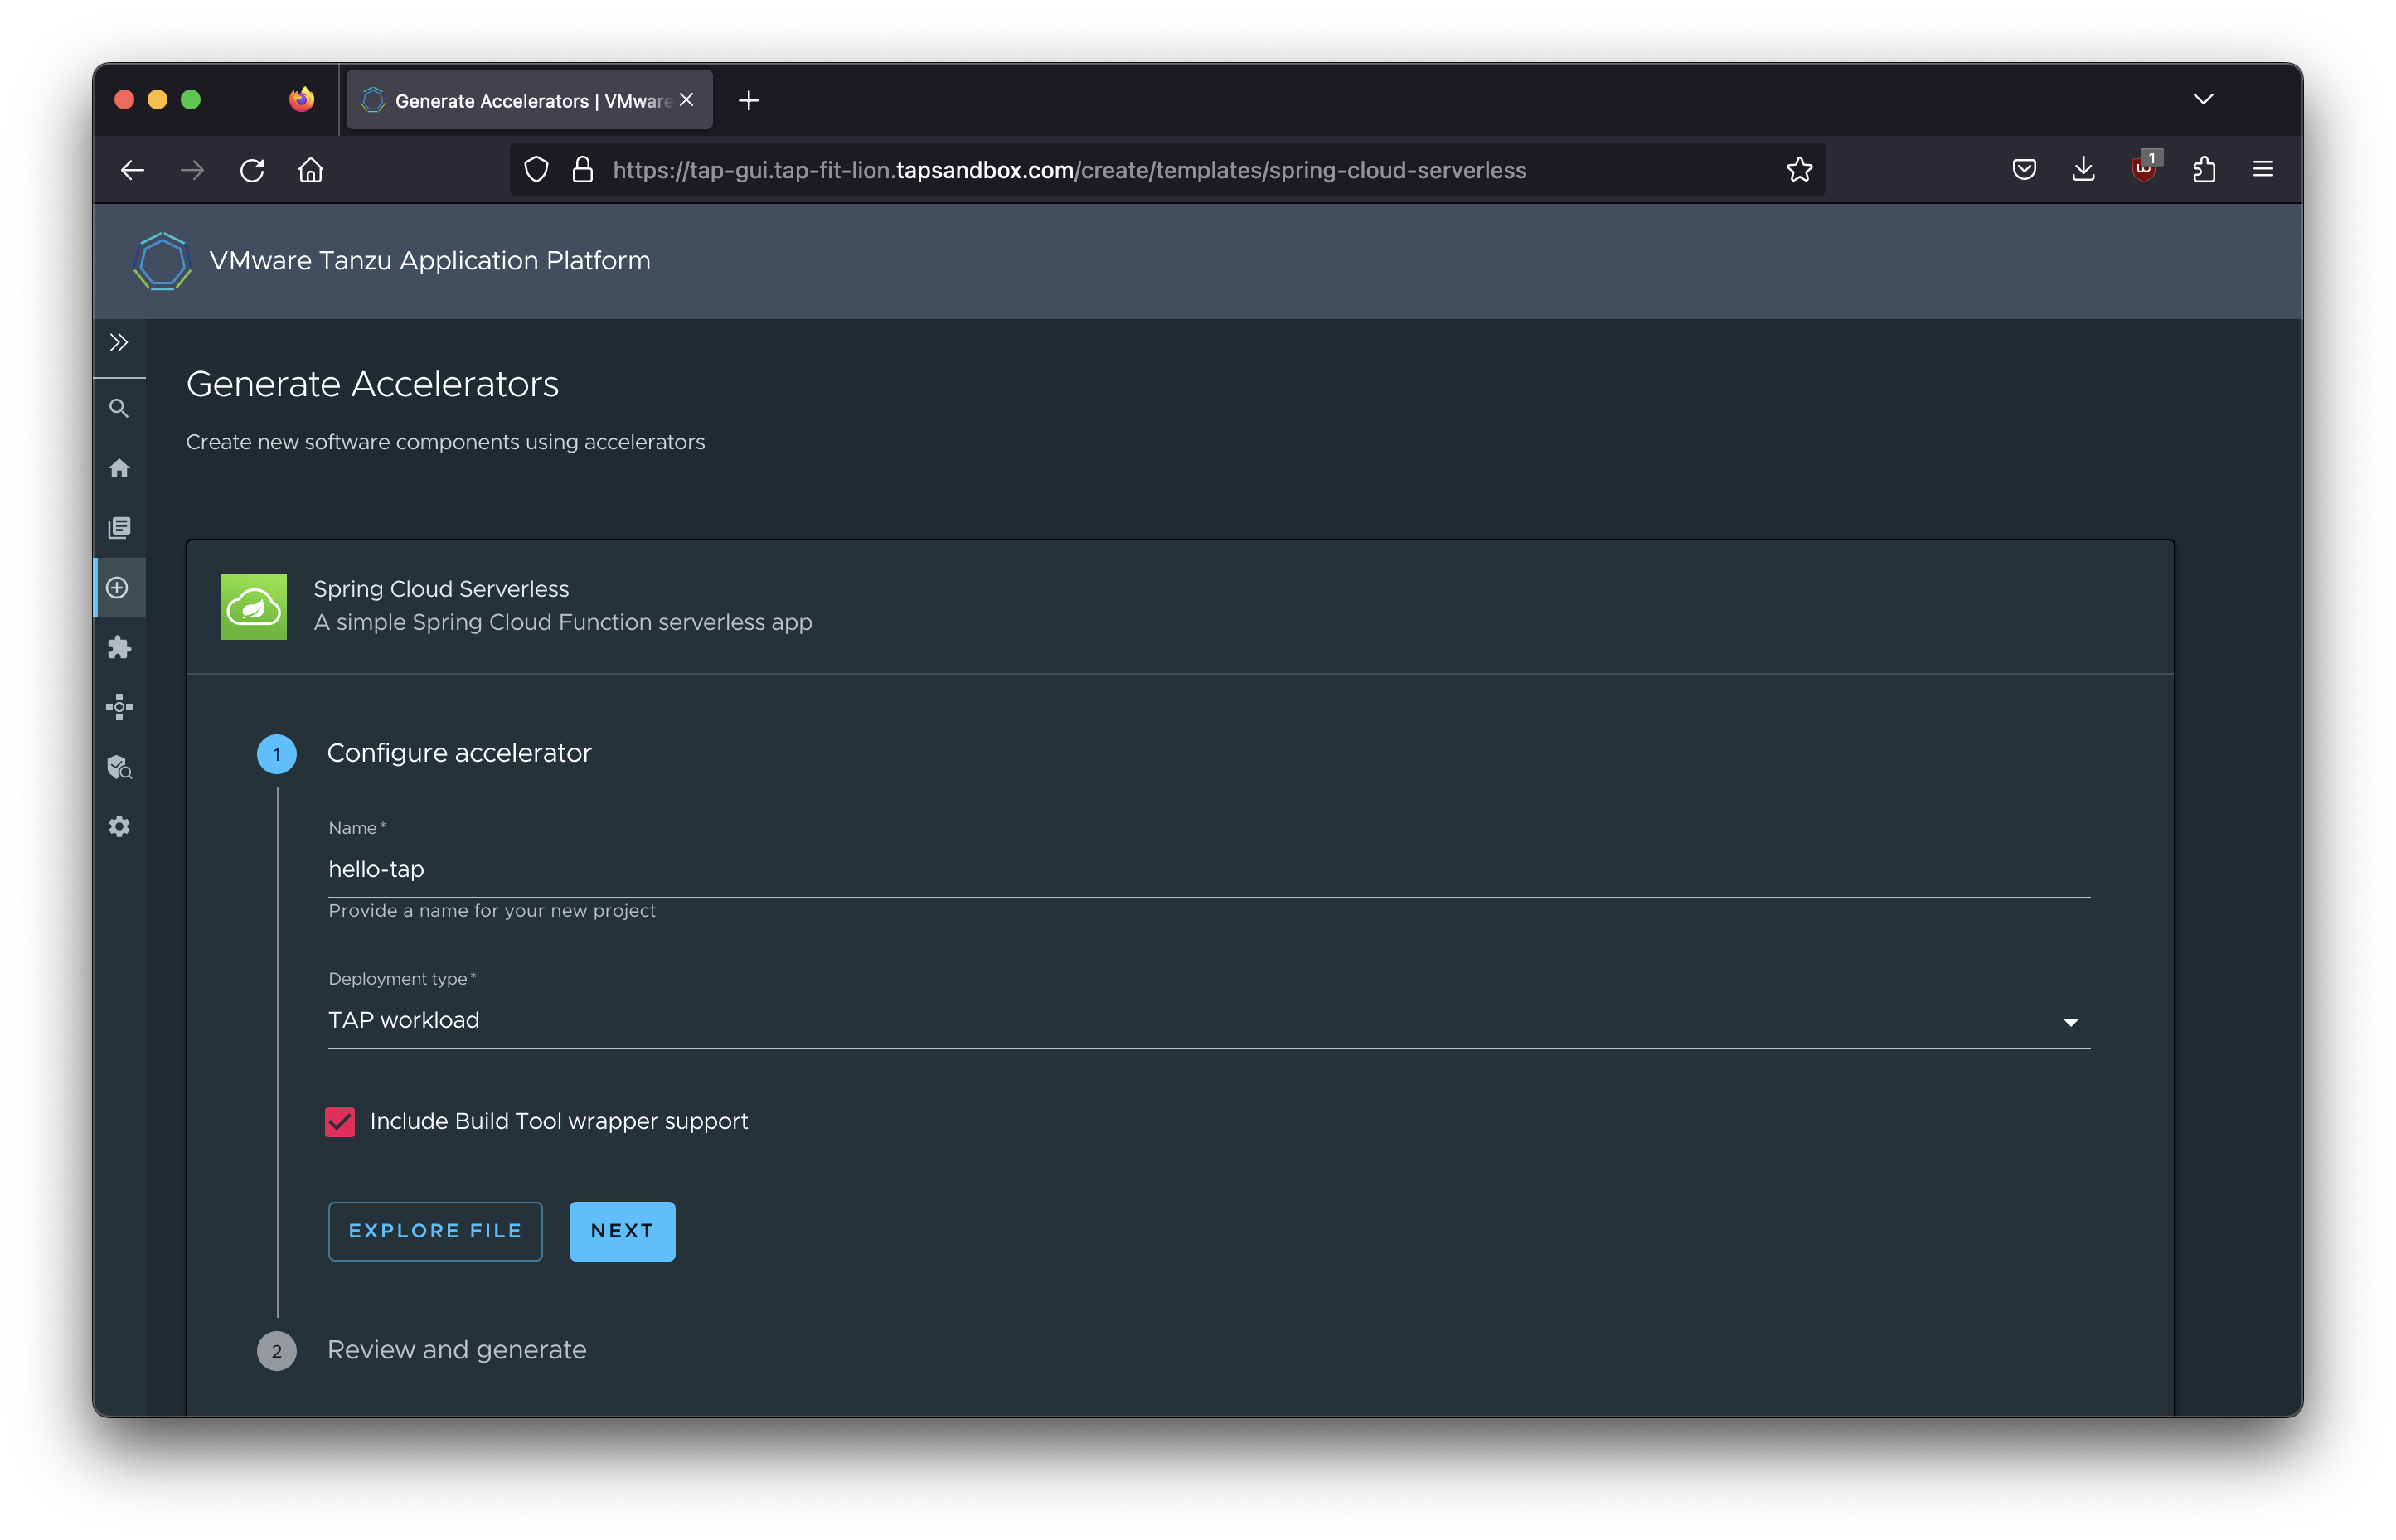 Generate Accelerators | VMware
https://tap-gui.tap-fit-lion.tapsandbox.com/create/templates/spring-cloud-serverless
1
VMware Tanzu Application Platform
Generate Accelerators
Create new software components using accelerators
Spring Cloud Serverless
A simple Spring Cloud Function serverless app
1 Configure accelerator
Name *
hello-tap
Provide a name for your new project
Deployment type *
TAP workload
Include Build Tool wrapper support
EXPLORE FILE NEXT
2 Review and generate